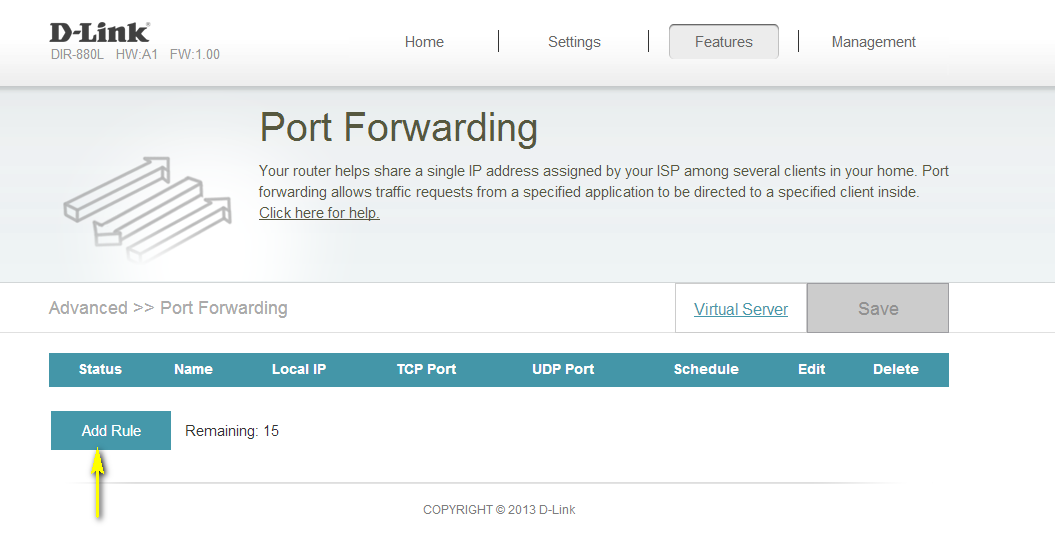 D-Link
DIR-880L HW:A1 FW:1.00
Home Settings Features Management
Port Forwarding
Your router helps share a single IP address assigned by your ISP among several clients in your home. Port
forwarding allows traffic requests from a specified application to be directed to a specified client inside.
Click here for help.
Advanced >> Port Forwarding Virtual Server Save
Status Name Local IP TCP Port UDP Port Schedule Edit Delete
Add Rule Remaining: 15
COPYRIGHT © 2013 D-Link